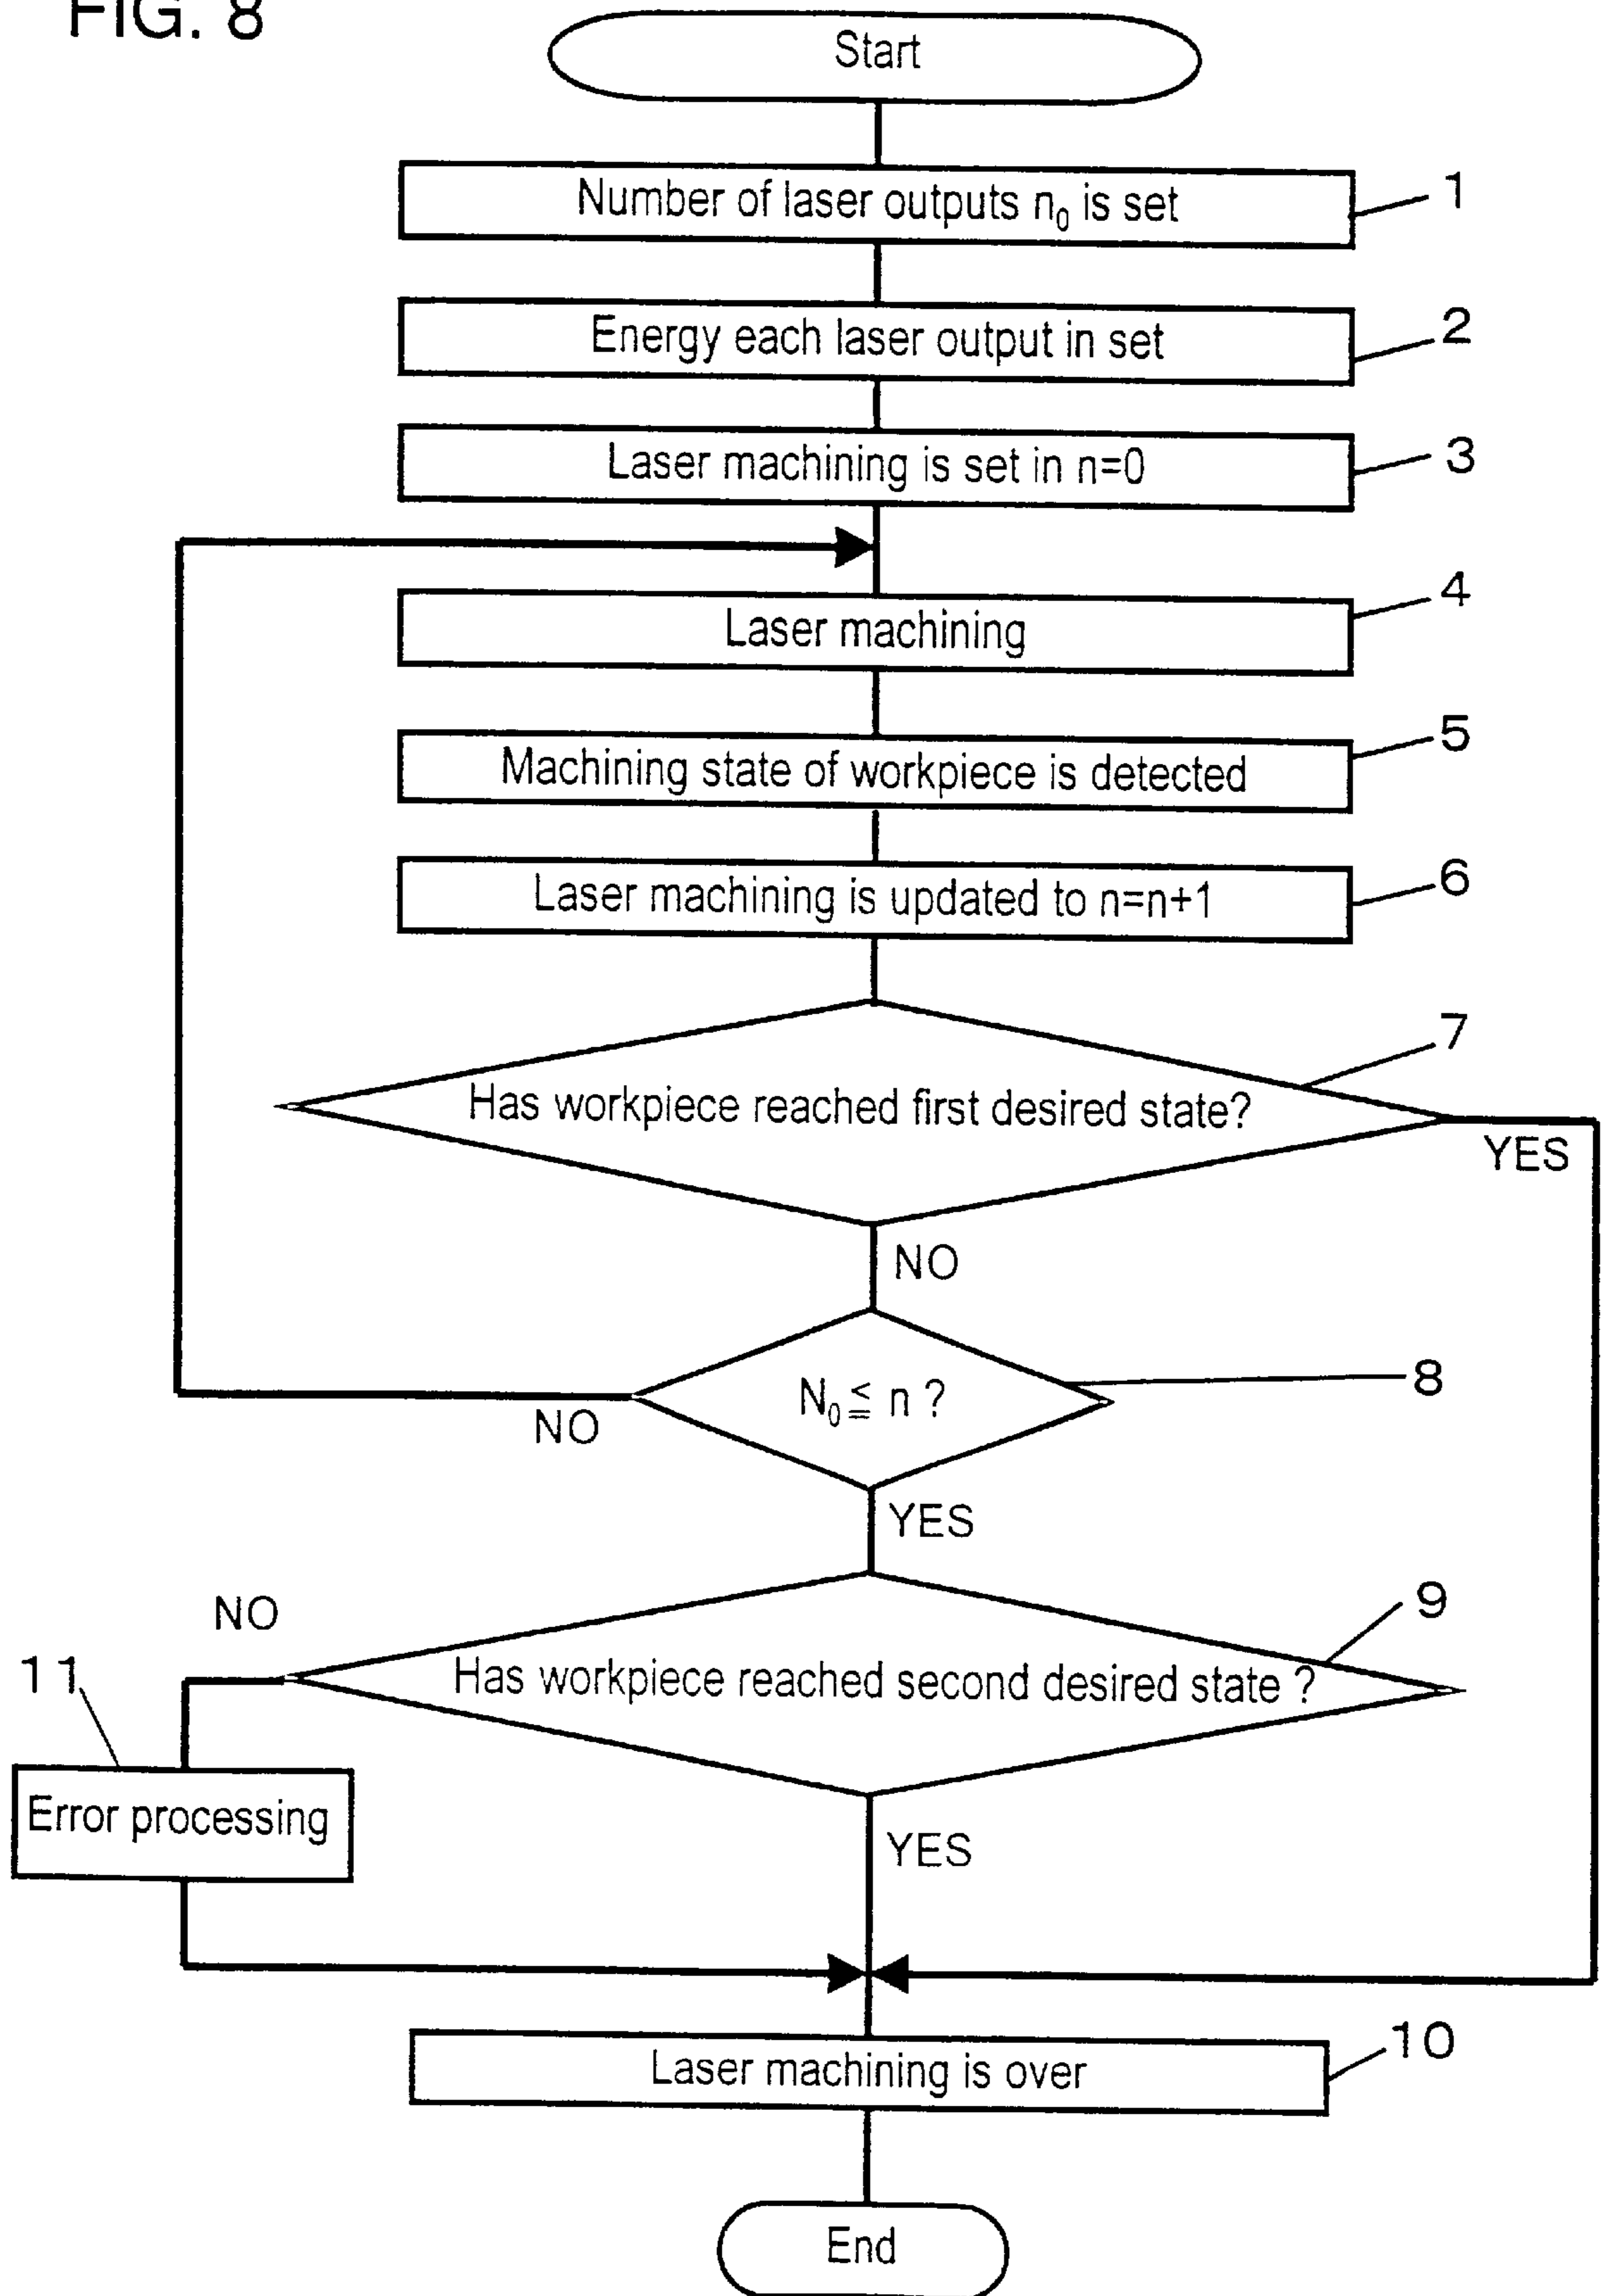 FIG. 8
Start
Number of laser outputs n₀ is set
1
Energy each laser output in set
2
Laser machining is set in n=0
3
Laser machining
4
Machining state of workpiece is detected
5
Laser machining is updated to n=n+1
6
Has workpiece reached first desired state?
7
YES
NO
N₀ ≦ n ?
8
NO
YES
Has workpiece reached second desired state ?
9
NO
11
Error processing
YES
Laser machining is over
10
End